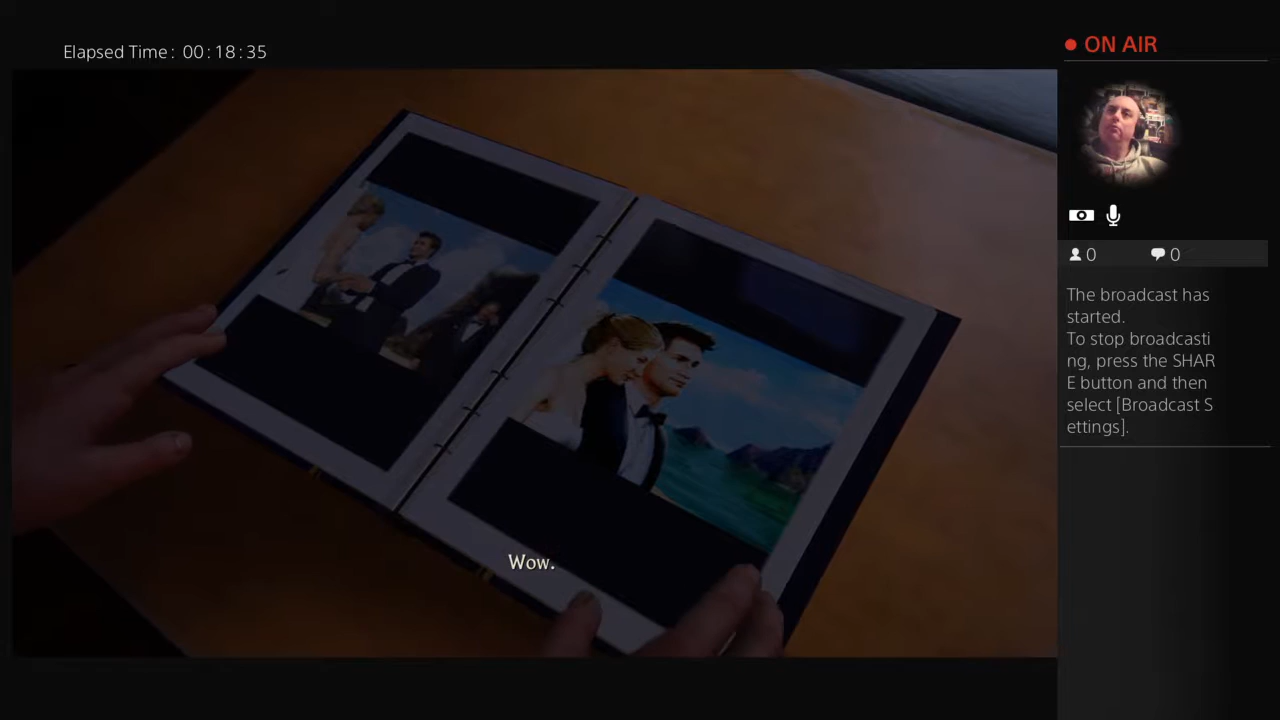 Elapsed Time: 00:18:35
ON AIR
0 0
The broadcast has
started.
To stop broadcasti
ng, press the SHAR
E button and then
select [Broadcast S
ettings].
Wow.